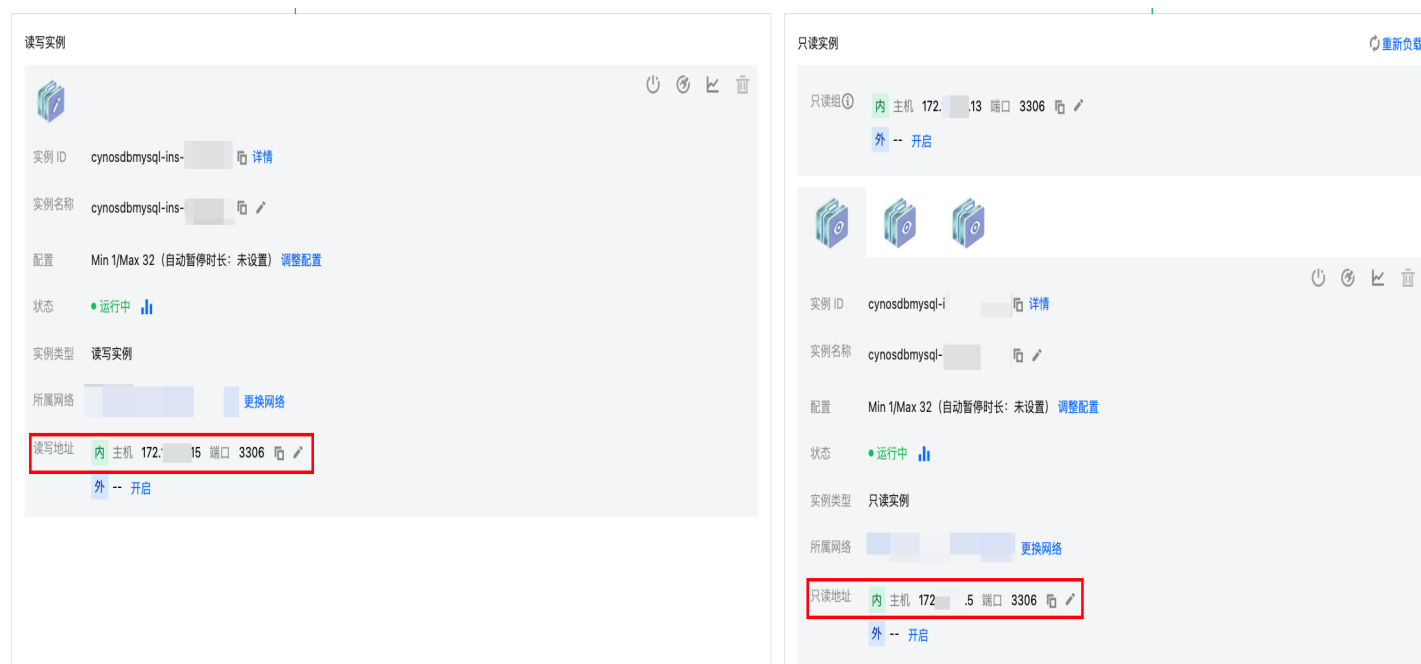 读写实例
实例 ID cynosdbmysql-ins- 详情
实例名称 cynosdbmysql-ins-
配置 Min 1/Max 32（自动暂停时长：未设置） 调整配置
状态 运行中
实例类型 读写实例
所属网络 更换网络
读写地址 内 主机 172. 15 端口 3306
外 -- 开启
只读实例 重新负载
只读组 内 主机 172. .13 端口 3306
外 -- 开启
实例 ID cynosdbmysql-i 详情
实例名称 cynosdbmysql-
配置 Min 1/Max 32（自动暂停时长：未设置） 调整配置
状态 运行中
实例类型 只读实例
所属网络 更换网络
只读地址 内 主机 172 .5 端口 3306
外 -- 开启